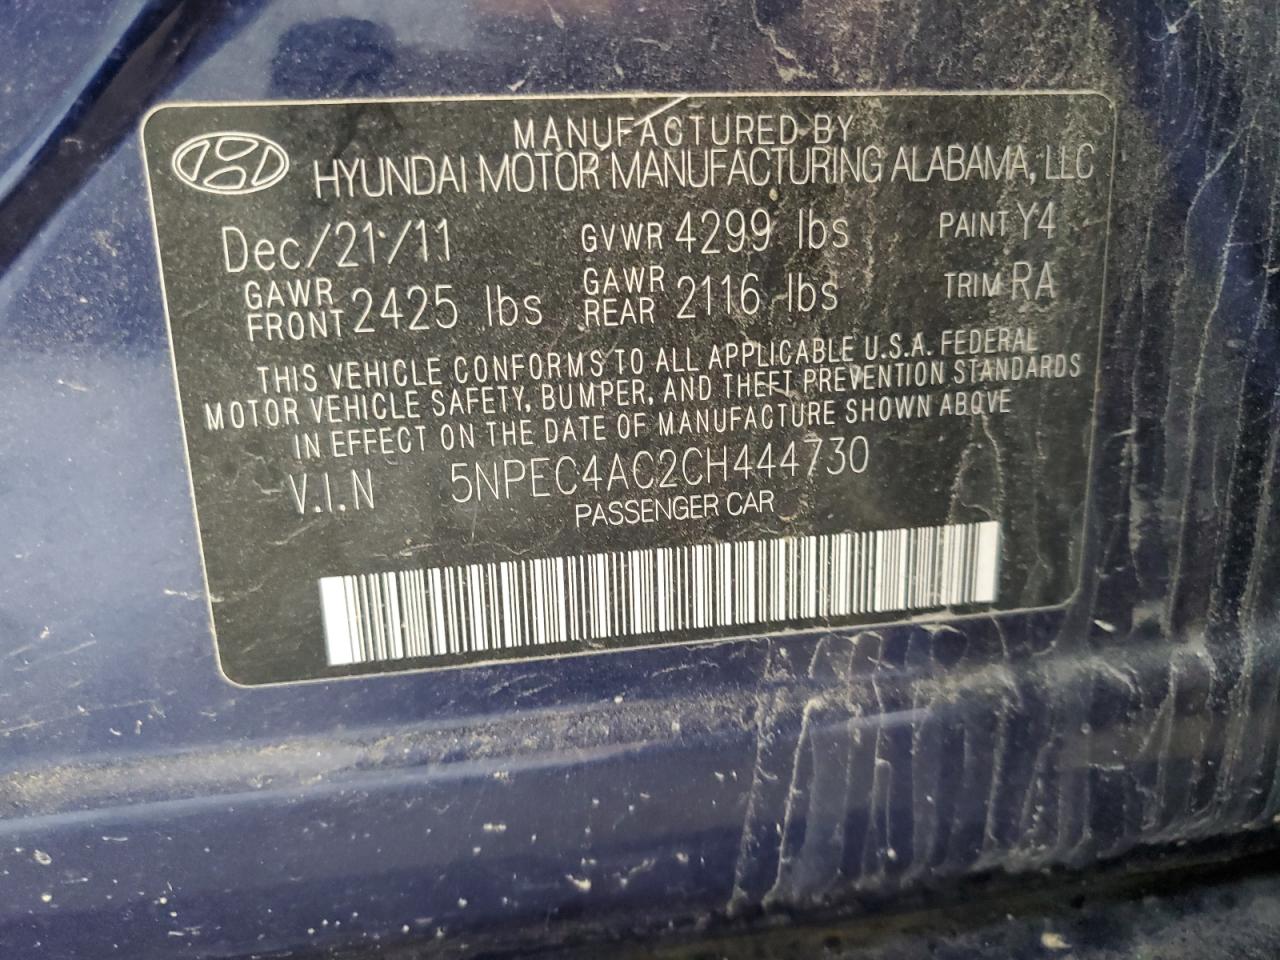 MANUFACTURED BY
HYUNDAI MOTOR MANUFACTURING ALABAMA, LLC
Dec/21/11 GVWR 4299 lbs PAINT Y4
GAWR FRONT 2425 lbs GAWR REAR 2116 lbs TRIM RA
THIS VEHICLE CONFORMS TO ALL APPLICABLE U.S.A. FEDERAL
MOTOR VEHICLE SAFETY, BUMPER, AND THEFT PREVENTION STANDARDS
IN EFFECT ON THE DATE OF MANUFACTURE SHOWN ABOVE
V.I.N 5NPEC4AC2CH444730
PASSENGER CAR